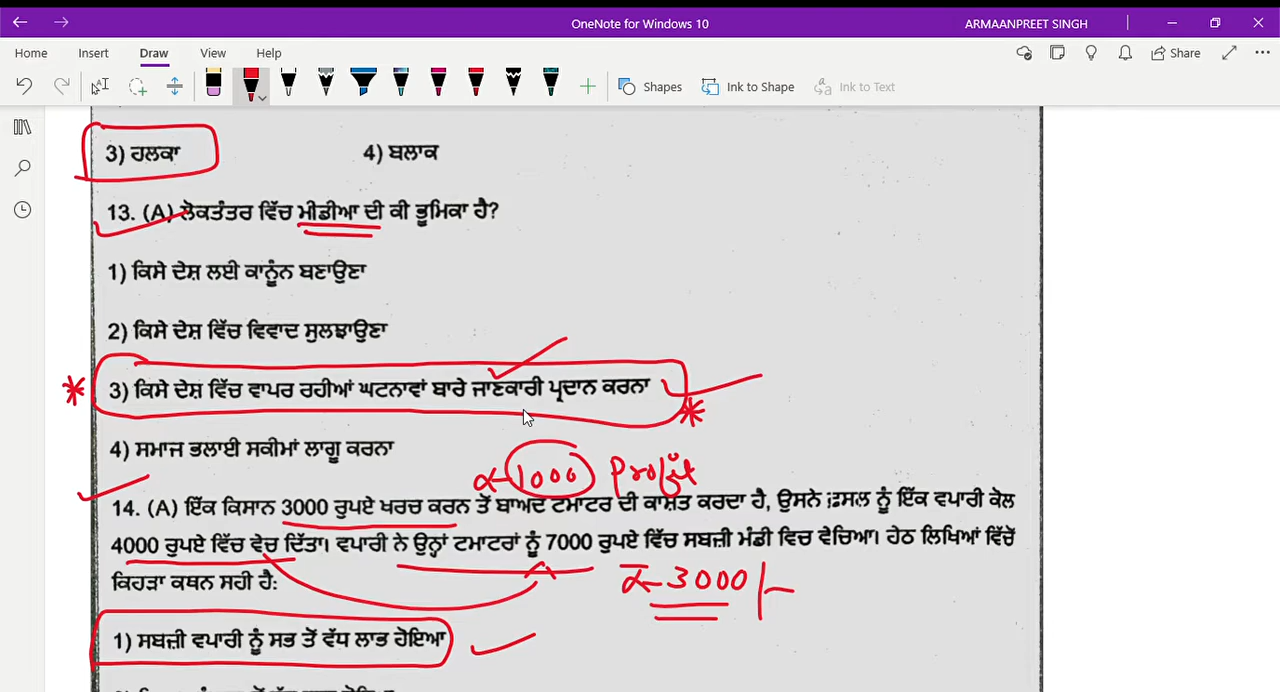 OneNote for Windows 10
ARMAANPREET SINGH
Home Insert Draw View Help
Share
Shapes Ink to Shape Ink to Text
3) ਹਲਕਾ 4) ਬਲਾਕ
13. (A) ਲੋਕਤੰਤਰ ਵਿੱਚ ਮੀਡੀਆ ਦੀ ਕੀ ਭੂਮਿਕਾ ਹੈ?
1) ਕਿਸੇ ਦੇਸ਼ ਲਈ ਕਾਨੂੰਨ ਬਣਾਉਣਾ
2) ਕਿਸੇ ਦੇਸ਼ ਵਿੱਚ ਵਿਵਾਦ ਸੁਲਝਾਉਣਾ
3) ਕਿਸੇ ਦੇਸ਼ ਵਿੱਚ ਵਾਪਰ ਰਹੀਆਂ ਘਟਨਾਵਾਂ ਬਾਰੇ ਜਾਣਕਾਰੀ ਪ੍ਰਦਾਨ ਕਰਨਾ
4) ਸਮਾਜ ਭਲਾਈ ਸਕੀਮਾਂ ਲਾਗੂ ਕਰਨਾ
1000 Profit
14. (A) ਇੱਕ ਕਿਸਾਨ 3000 ਰੁਪਏ ਖਰਚ ਕਰਨ ਤੋਂ ਬਾਅਦ ਟਮਾਟਰ ਦੀ ਕਾਸ਼ਤ ਕਰਦਾ ਹੈ, ਉਸਨੇ ਫ਼ਸਲ ਨੂੰ ਇੱਕ ਵਪਾਰੀ ਕੋਲ
4000 ਰੁਪਏ ਵਿੱਚ ਵੇਚ ਦਿੱਤਾ। ਵਪਾਰੀ ਨੇ ਉਨ੍ਹਾਂ ਟਮਾਟਰਾਂ ਨੂੰ 7000 ਰੁਪਏ ਵਿੱਚ ਸਬਜ਼ੀ ਮੰਡੀ ਵਿਚ ਵੇਚਿਆ। ਹੇਠ ਲਿਖਿਆਂ ਵਿੱਚੋਂ
ਕਿਹੜਾ ਕਥਨ ਸਹੀ ਹੈ:
3000/-
1) ਸਬਜ਼ੀ ਵਪਾਰੀ ਨੂੰ ਸਭ ਤੋਂ ਵੱਧ ਲਾਭ ਹੋਇਆ